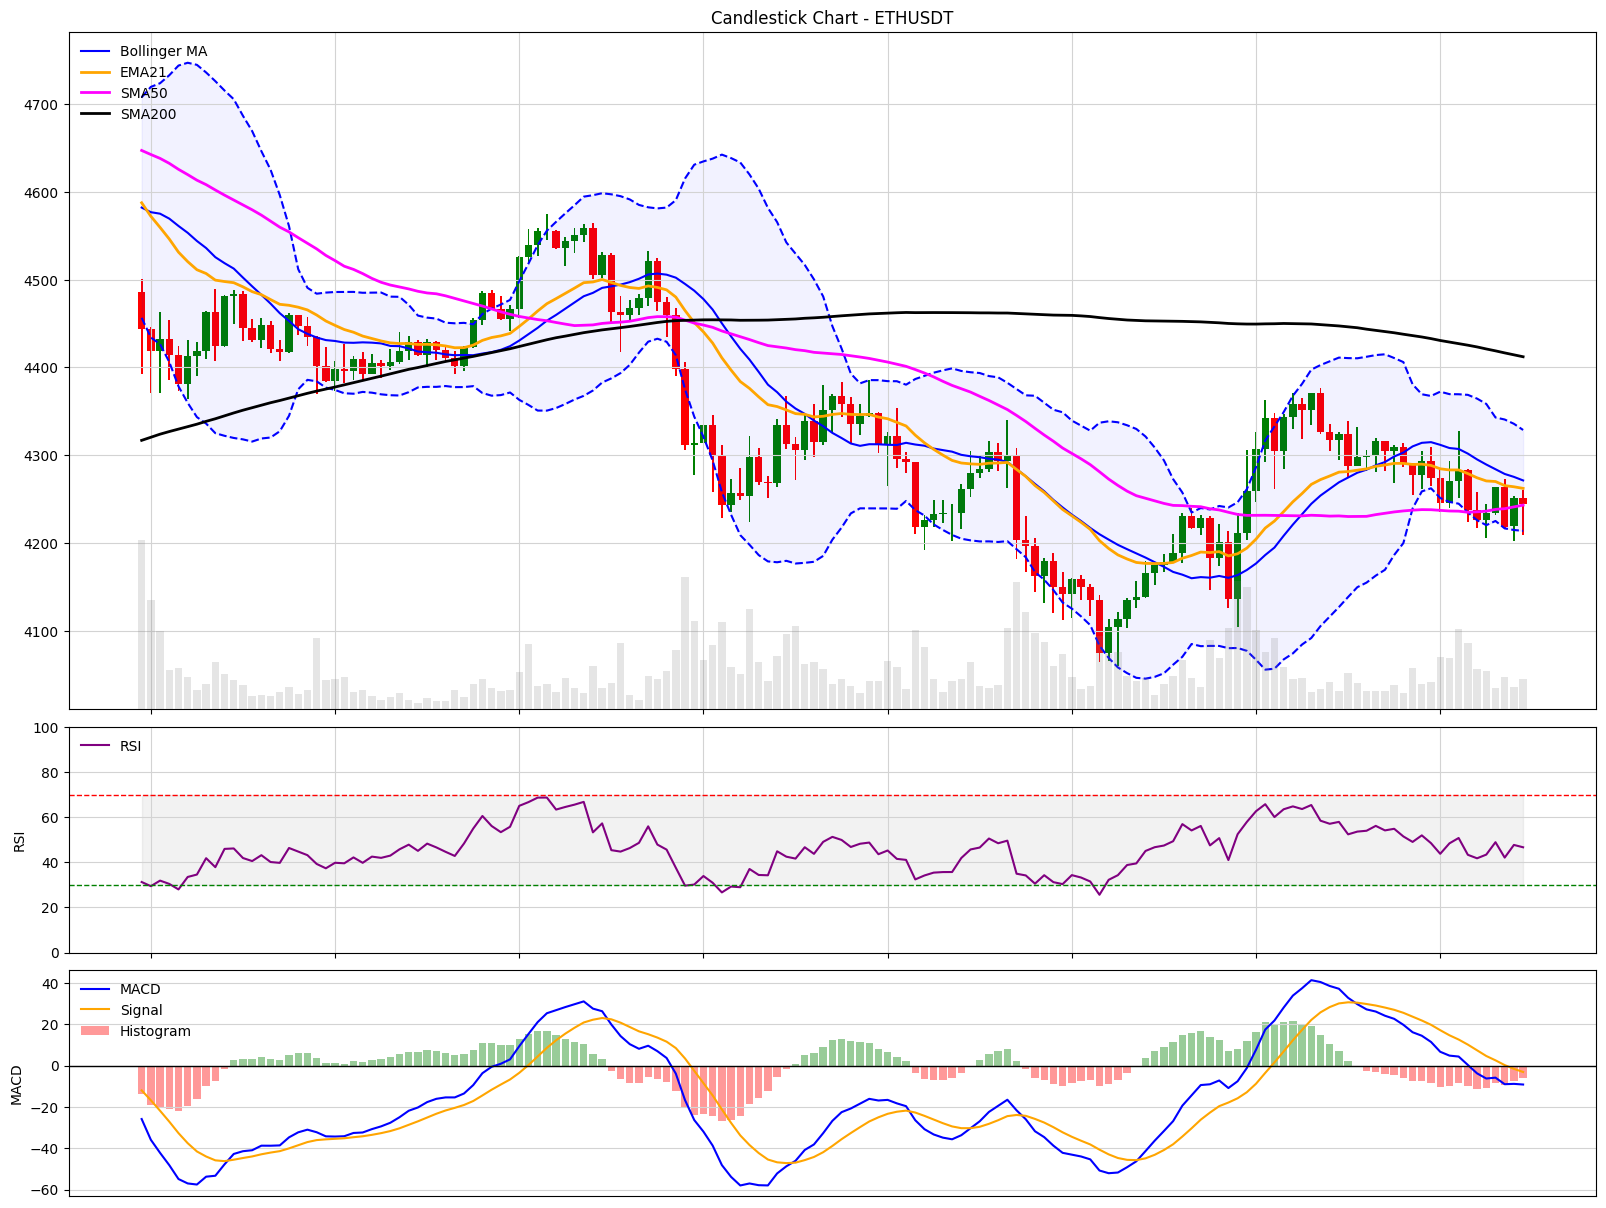 Candlestick Chart - ETHUSDT
Bollinger MA
EMA21
SMA50
SMA200
4700
4600
4500
4400
4300
4200
4100
RSI
100
80
60
40
20
0
RSI
MACD
Signal
Histogram
40
20
0
−20
−40
−60
MACD